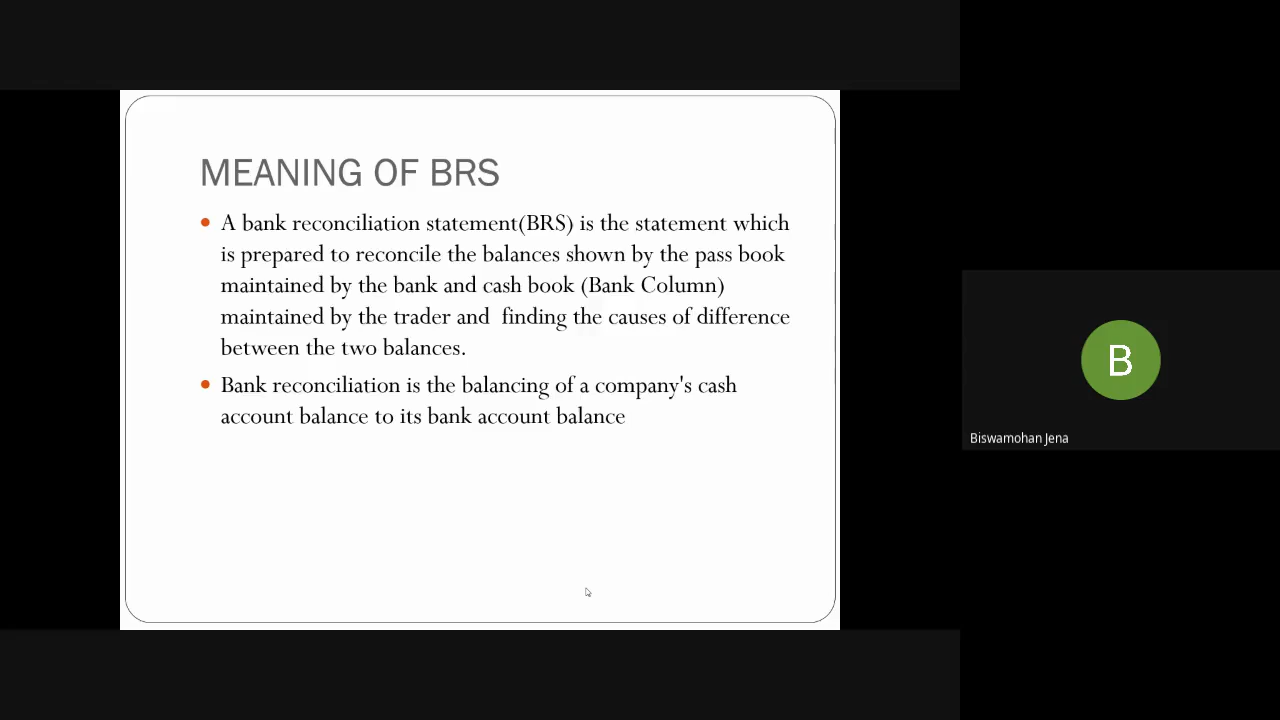 MEANING OF BRS
• A bank reconciliation statement(BRS) is the statement which
is prepared to reconcile the balances shown by the pass book
maintained by the bank and cash book (Bank Column)
maintained by the trader and  finding the causes of difference
between the two balances.
• Bank reconciliation is the balancing of a company's cash
account balance to its bank account balance
B
Biswamohan Jena